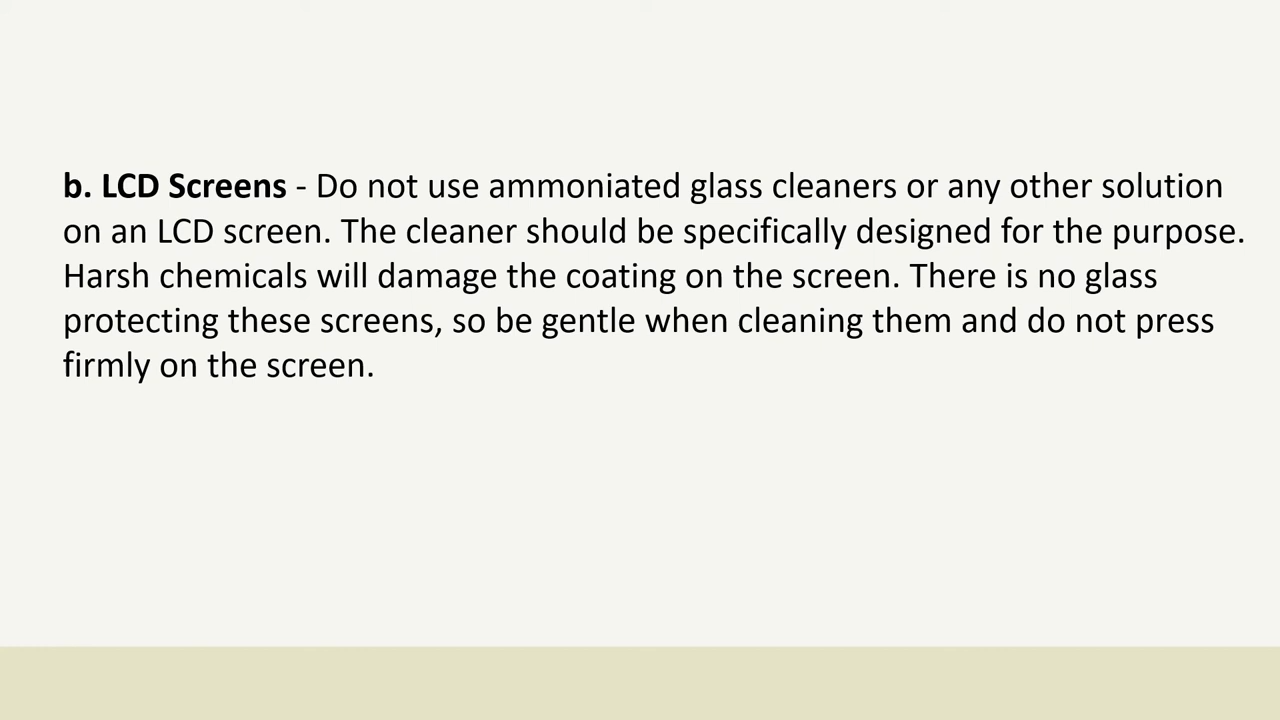 b. LCD Screens - Do not use ammoniated glass cleaners or any other solution
on an LCD screen. The cleaner should be specifically designed for the purpose.
Harsh chemicals will damage the coating on the screen. There is no glass
protecting these screens, so be gentle when cleaning them and do not press
firmly on the screen.